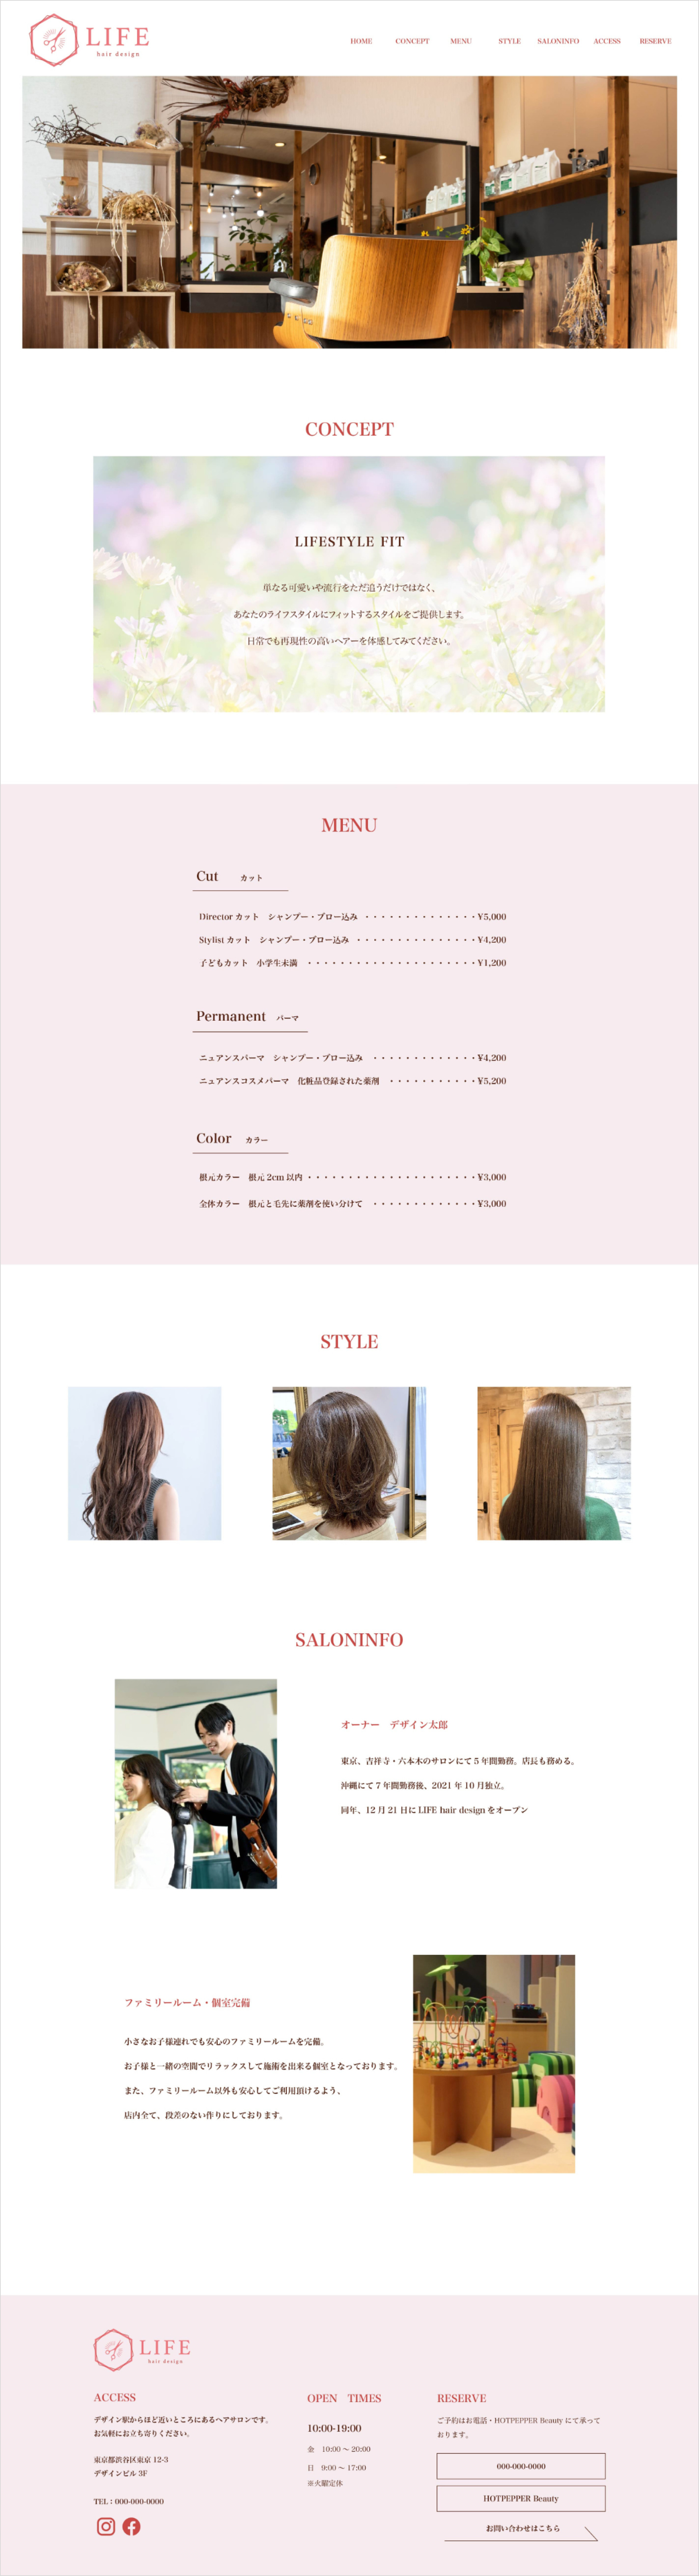 LIFE
hair design
HOME CONCEPT MENU STYLE SALONINFO ACCESS RESERVE
CONCEPT
LIFESTYLE FIT
単なる可愛いや流行をただ追うだけではなく、
あなたのライフスタイルにフィットするスタイルをご提供します。
日常でも再現性の高いヘアーを体感してみてください。
MENU
Cut カット
Director カット　シャンプー・ブロー込み ・・・・・・・・・・・・・・¥5,000
Stylist カット　シャンプー・ブロー込み ・・・・・・・・・・・・・・・¥4,200
子どもカット　小学生未満 ・・・・・・・・・・・・・・・・・・・・・¥1,200
Permanent パーマ
ニュアンスパーマ　シャンプー・ブロー込み ・・・・・・・・・・・・・¥4,200
ニュアンスコスメパーマ　化粧品登録された薬剤 ・・・・・・・・・・・¥5,200
Color カラー
根元カラー　根元 2cm 以内 ・・・・・・・・・・・・・・・・・・・・・¥3,000
全体カラー　根元と毛先に薬剤を使い分けて ・・・・・・・・・・・・・¥3,000
STYLE
SALONINFO
オーナー　デザイン太郎
東京、吉祥寺・六本木のサロンにて 5 年間勤務。店長も務める。
沖縄にて 7 年間勤務後、2021 年 10 月独立。
同年、12 月 21 日に LIFE hair design をオープン
ファミリールーム・個室完備
小さなお子様連れでも安心のファミリールームを完備。
お子様と一緒の空間でリラックスして施術を出来る個室となっております。
また、ファミリールーム以外も安心してご利用頂けるよう、
店内全て、段差のない作りにしております。
LIFE
hair design
ACCESS
デザイン駅からほど近いところにあるヘアサロンです。
お気軽にお立ち寄りください。
東京都渋谷区東京 12-3
デザインビル 3F
TEL：000-000-0000
OPEN　TIMES
10:00-19:00
金　10:00 〜 20:00
日　9:00 〜 17:00
※火曜定休
RESERVE
ご予約はお電話・HOTPEPPER Beauty にて承って
おります。
000-000-0000
HOTPEPPER Beauty
お問い合わせはこちら